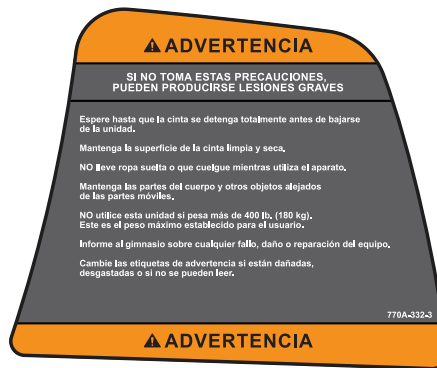 ADVERTENCIA
SI NO TOMA ESTAS PRECAUCIONES,
PUEDEN PRODUCIRSE LESIONES GRAVES
Espere hasta que la cinta se detenga totalmente antes de bajarse
de la unidad.
Mantenga la superficie de la cinta limpia y seca.
NO lleve ropa suelta o que cuelgue mientras utiliza el aparato.
Mantenga las partes del cuerpo y otros objetos alejados
de las partes móviles.
NO utilice esta unidad si pesa más de 400 lb. (180 kg).
Este es el peso máximo establecido para el usuario.
Informe al gimnasio sobre cualquier fallo, daño o reparación del equipo.
Cambie las etiquetas de advertencia si están dañadas,
desgastadas o si no se pueden leer.
770A-332-3
ADVERTENCIA